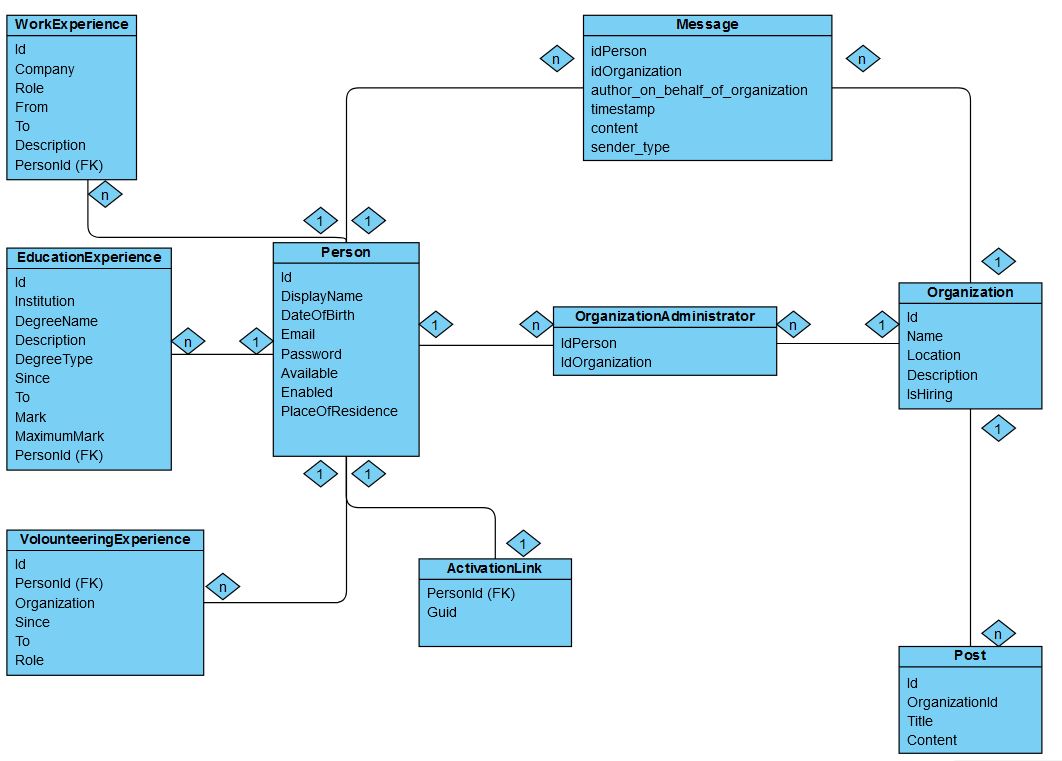 WorkExperience
Id
Company
Role
From
To
Description
PersonId (FK)
n
Message
idPerson
idOrganization
author_on_behalf_of_organization
timestamp
content
sender_type
n
n
1
1
EducationExperience
Id
Institution
DegreeName
Description
DegreeType
Since
To
Mark
MaximumMark
PersonId (FK)
n
1
Person
Id
DisplayName
DateOfBirth
Email
Password
Available
Enabled
PlaceOfResidence
1
n
OrganizationAdministrator
IdPerson
IdOrganization
n
1
1
Organization
Id
Name
Location
Description
IsHiring
1
1
1
VolounteeringExperience
Id
PersonId (FK)
Organization
Since
To
Role
n
1
ActivationLink
PersonId (FK)
Guid
n
Post
Id
OrganizationId
Title
Content